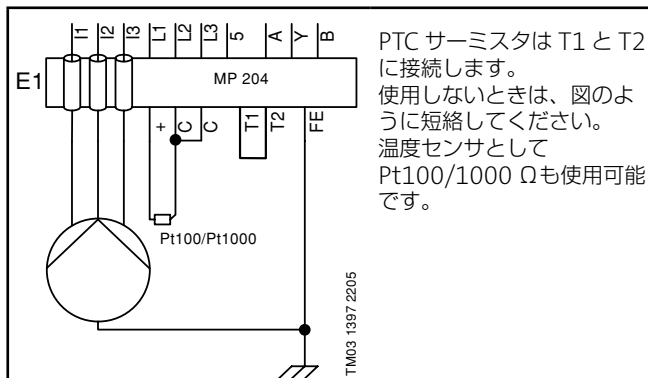 I1 I2 I3 L1 L2 L3 5 A Y B
E1
MP 204
+ C C T1 T2 FE
Pt100/Pt1000
TM03 1397 2205
PTC サーミスタは T1 と T2
に接続します。
使用しないときは、図のよ
うに短絡してください。
温度センサとして
Pt100/1000 Ωも使用可能
です。